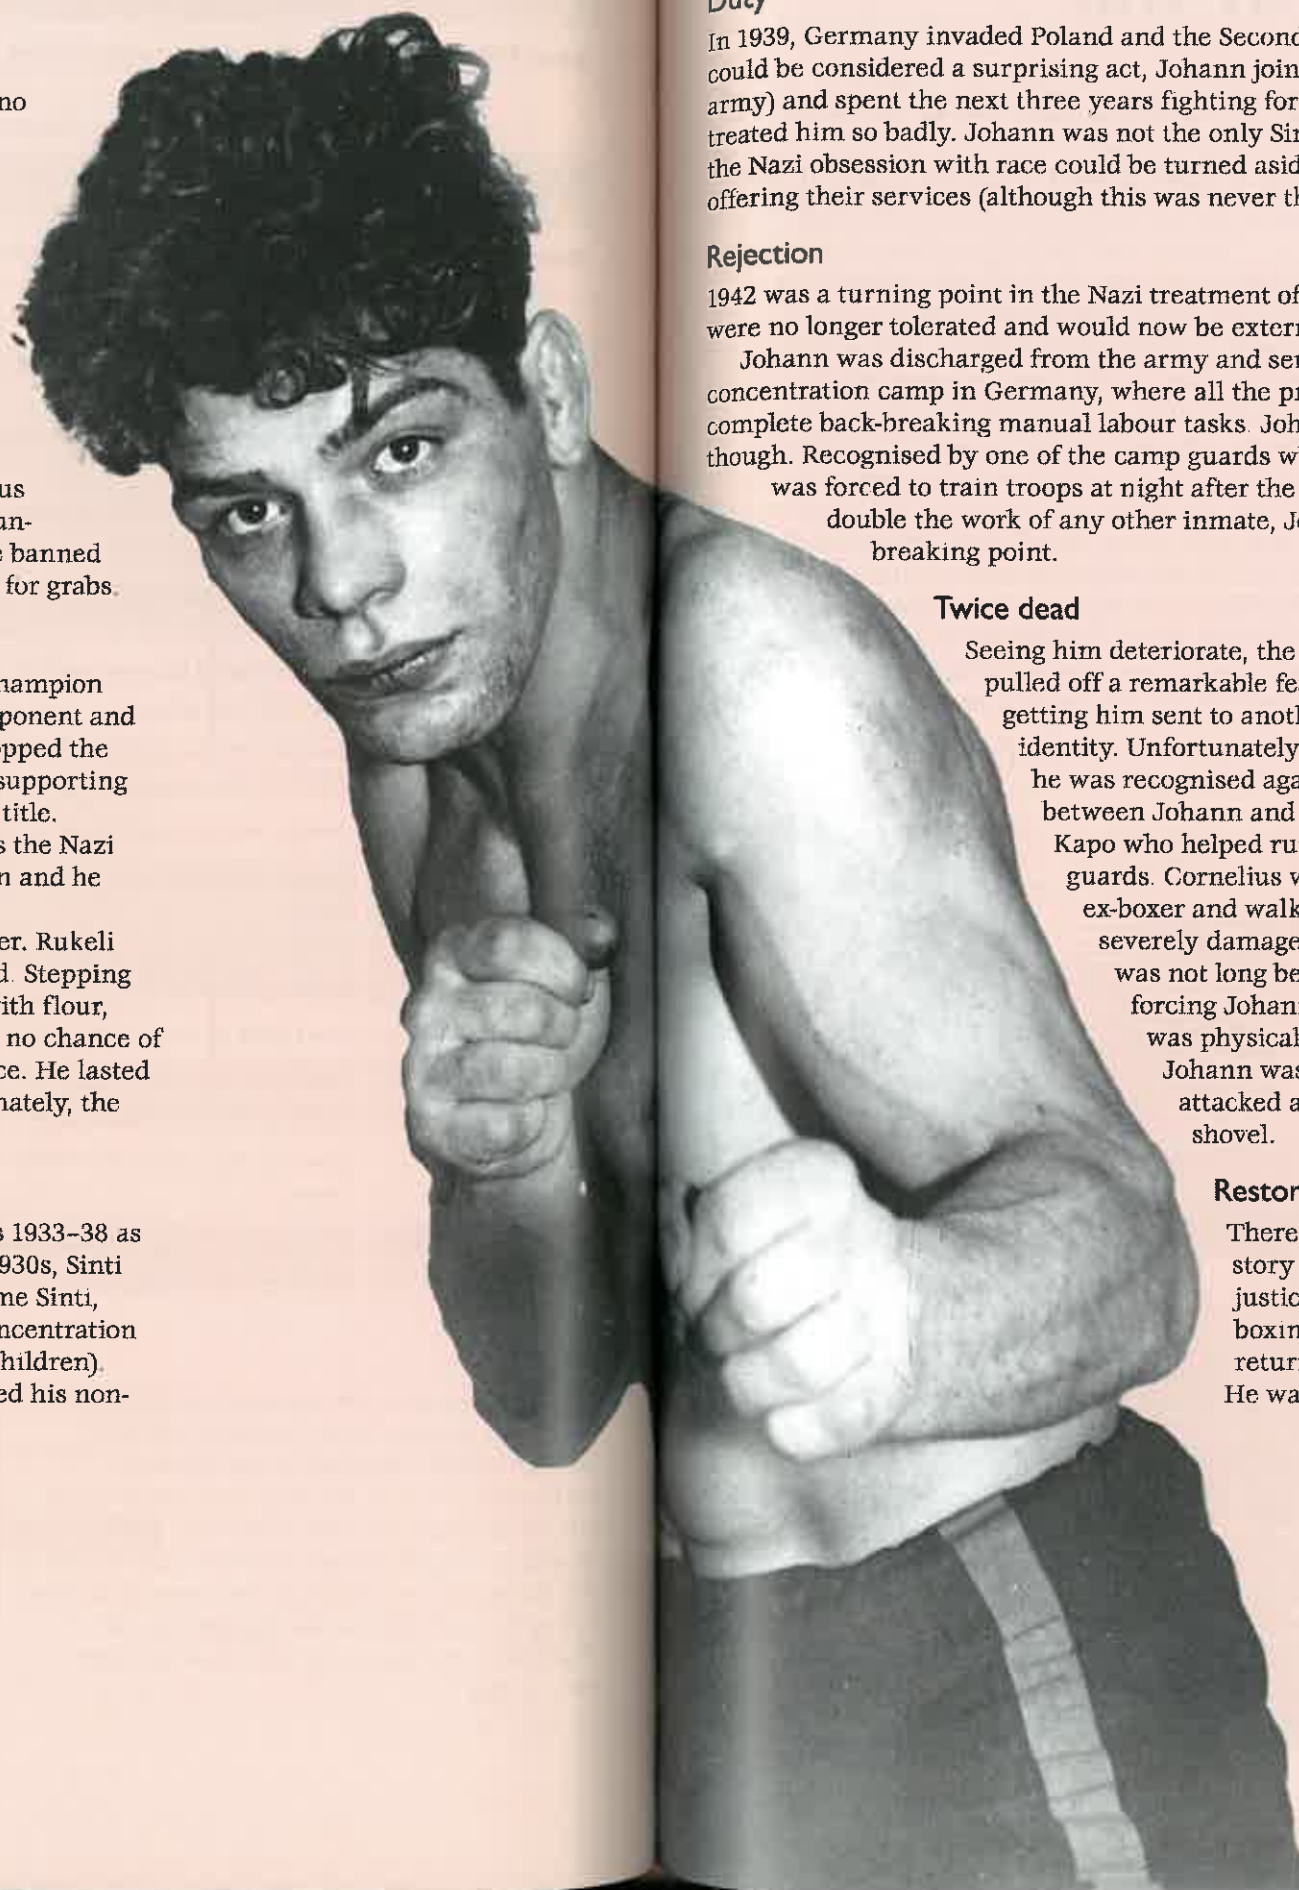 no
us
an-
banned
for grabs.
hampion
ponent and
opped the
supporting
title.
s the Nazi
n and he
er. Rukeli
d. Stepping
ith flour,
no chance of
ce. He lasted
nately, the
s 1933–38 as
930s, Sinti
me Sinti,
ncentration
hildren).
ed his non-
Duty
In 1939, Germany invaded Poland and the Second
could be considered a surprising act, Johann join
army) and spent the next three years fighting for
treated him so badly. Johann was not the only Sin
the Nazi obsession with race could be turned asid
offering their services (although this was never th
Rejection
1942 was a turning point in the Nazi treatment of
were no longer tolerated and would now be exter
Johann was discharged from the army and se
concentration camp in Germany, where all the p
complete back-breaking manual labour tasks. Joh
though. Recognised by one of the camp guards w
was forced to train troops at night after the
double the work of any other inmate, J
breaking point.
Twice dead
Seeing him deteriorate, the
pulled off a remarkable fe
getting him sent to anoth
identity. Unfortunately
he was recognised aga
between Johann and
Kapo who helped ru
guards. Cornelius w
ex-boxer and walk
severely damage
was not long be
forcing Johan
was physical
Johann was
attacked a
shovel.
Restor
There
story
justic
boxin
retur
He wa